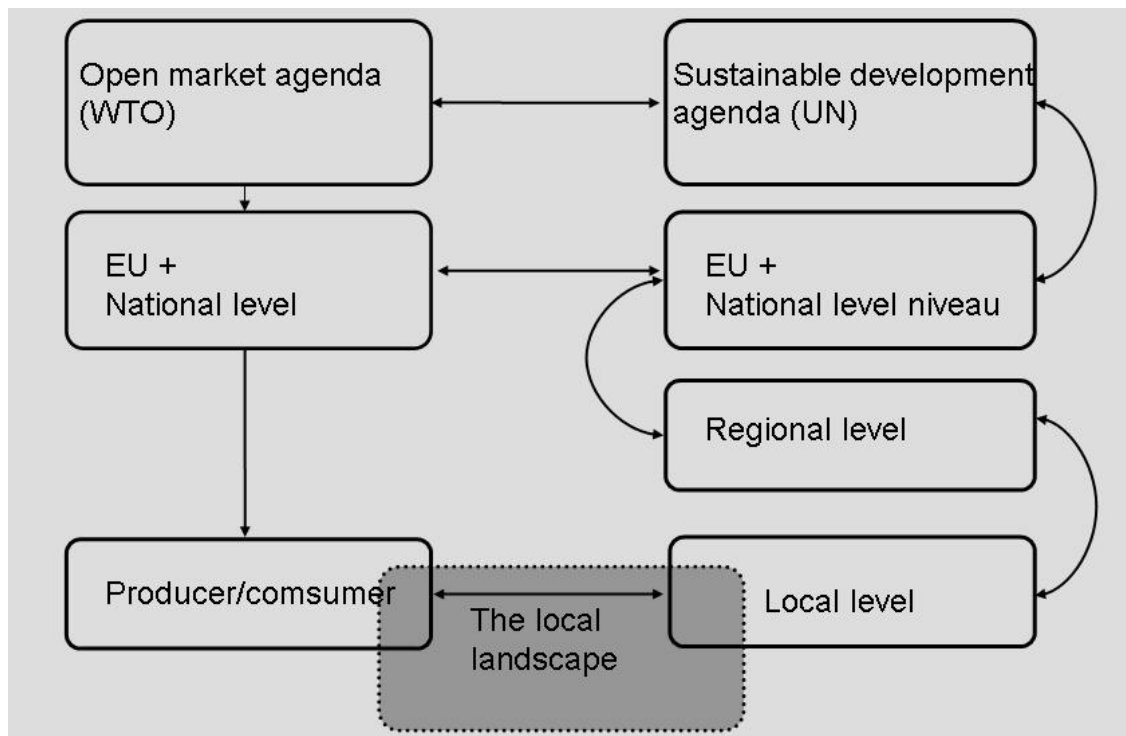 Open market agenda
(WTO)
Sustainable development
agenda (UN)
EU +
National level
EU +
National level niveau
Regional level
Producer/comsumer
The local
landscape
Local level